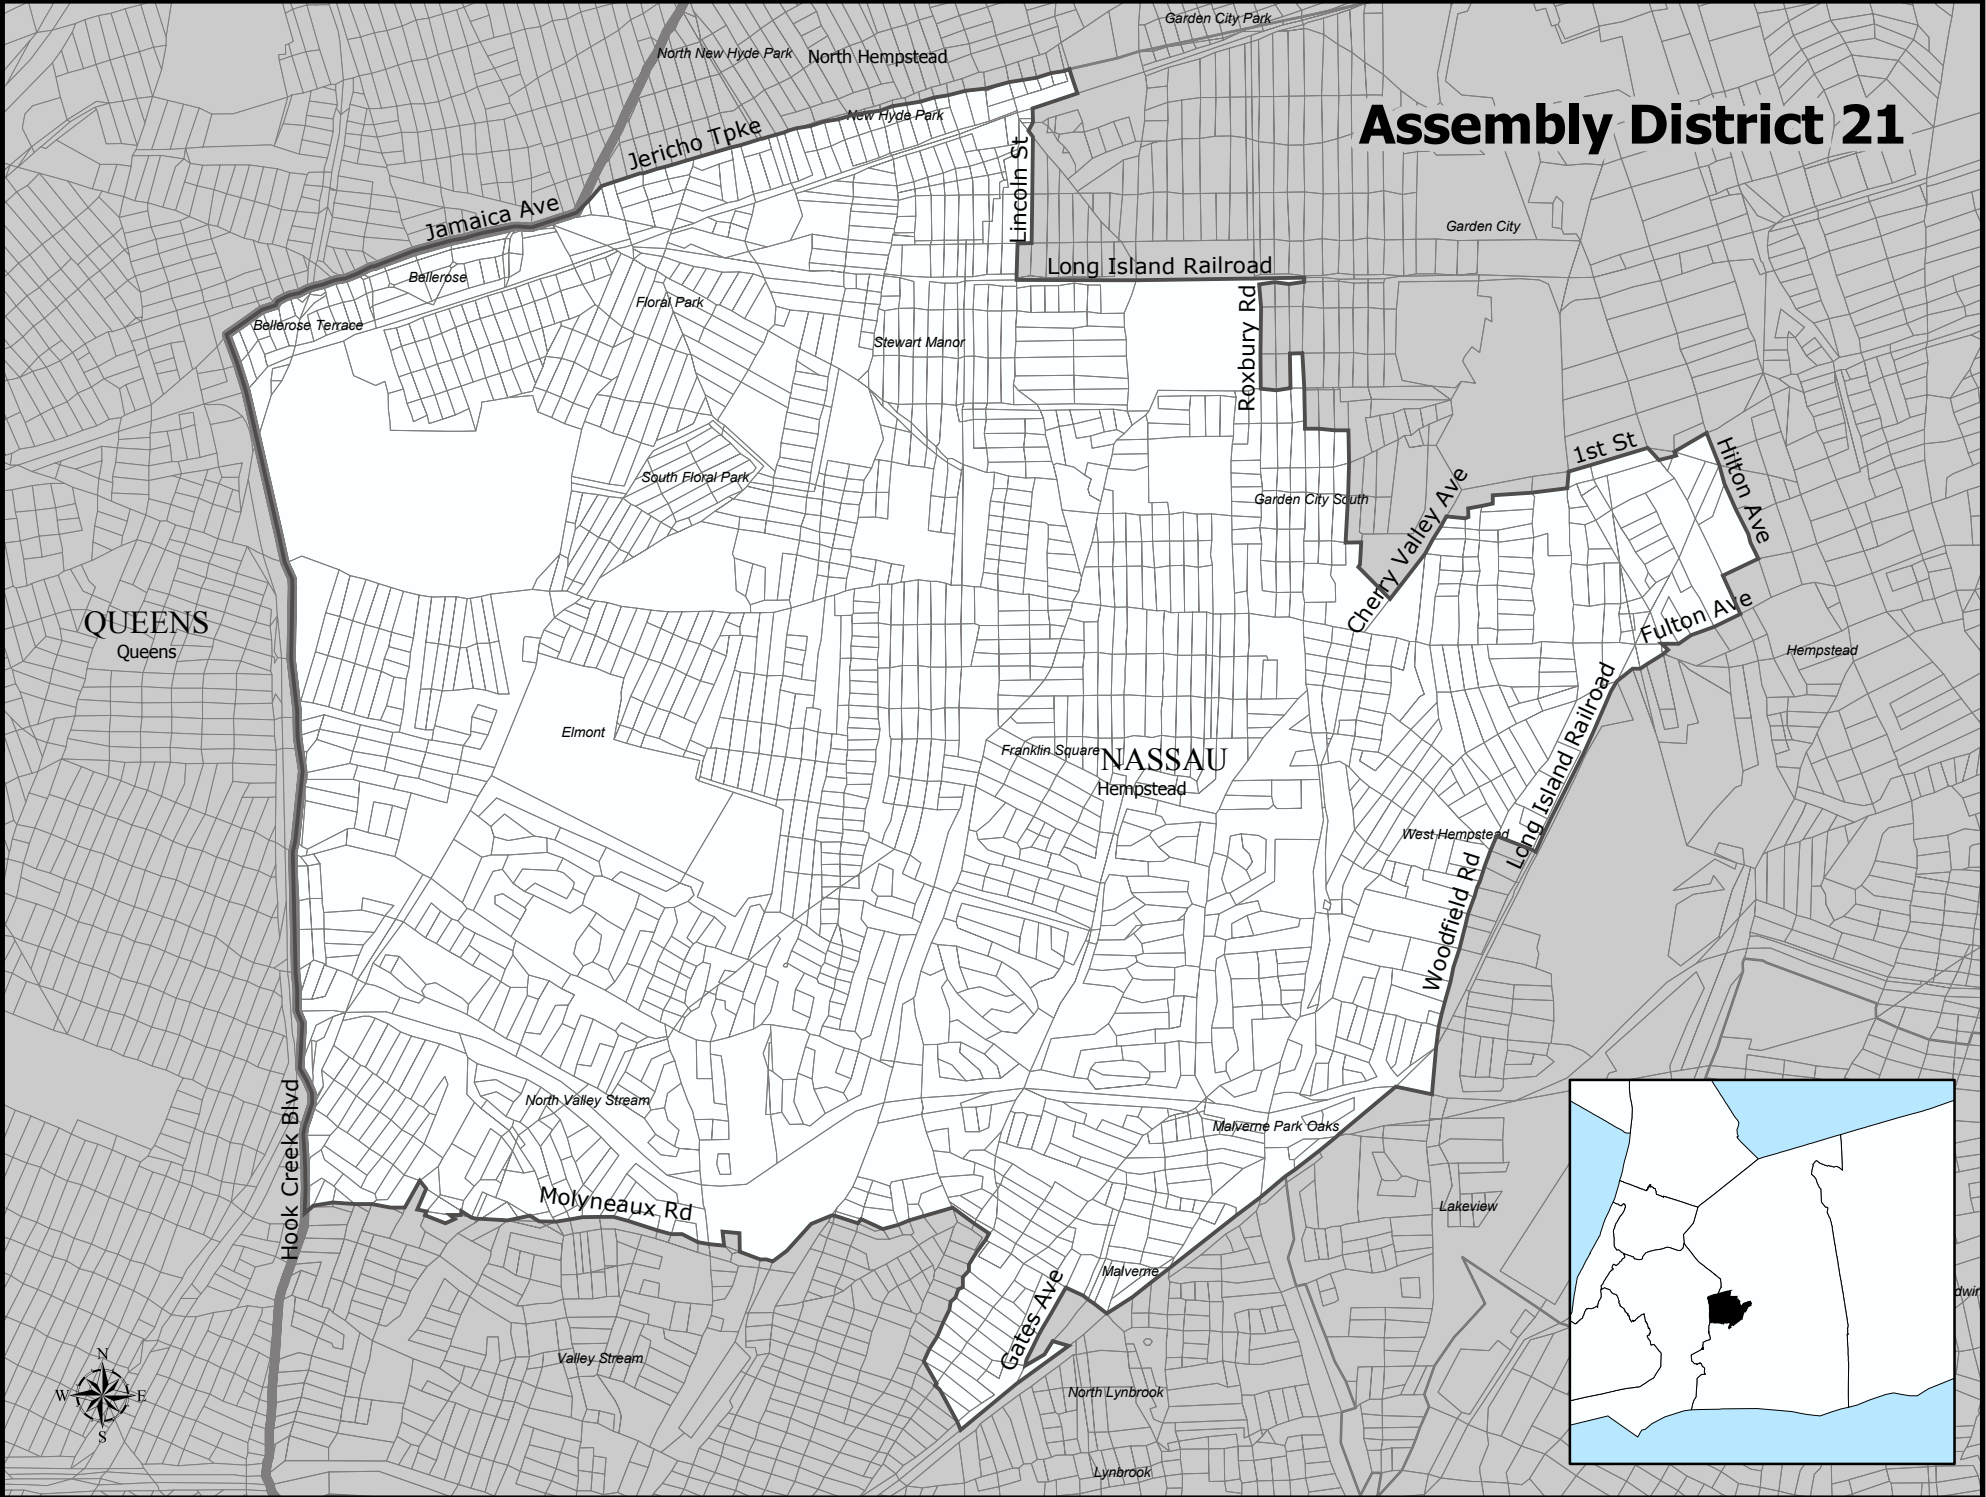 Garden City Park
North New Hyde Park
North Hempstead
New Hyde Park
Assembly District 21
Jericho Tpke
Lincoln St
Jamaica Ave
Garden City
Long Island Railroad
Bellerose
Floral Park
Bellerose Terrace
Stewart Manor
Roxbury Rd
1st St
Hilton Ave
South Floral Park
Garden City South
Cherry Valley Ave
QUEENS
Queens
Fulton Ave
Hempstead
Elmont
Franklin Square
NASSAU
Hempstead
Long Island Railroad
West Hempstead
Woodfield Rd
North Valley Stream
Malverne Park Oaks
Hook Creek Blvd
Molyneaux Rd
Lakeview
Malverne
Gates Ave
dwin
Valley Stream
North Lynbrook
Lynbrook
N
W
E
S